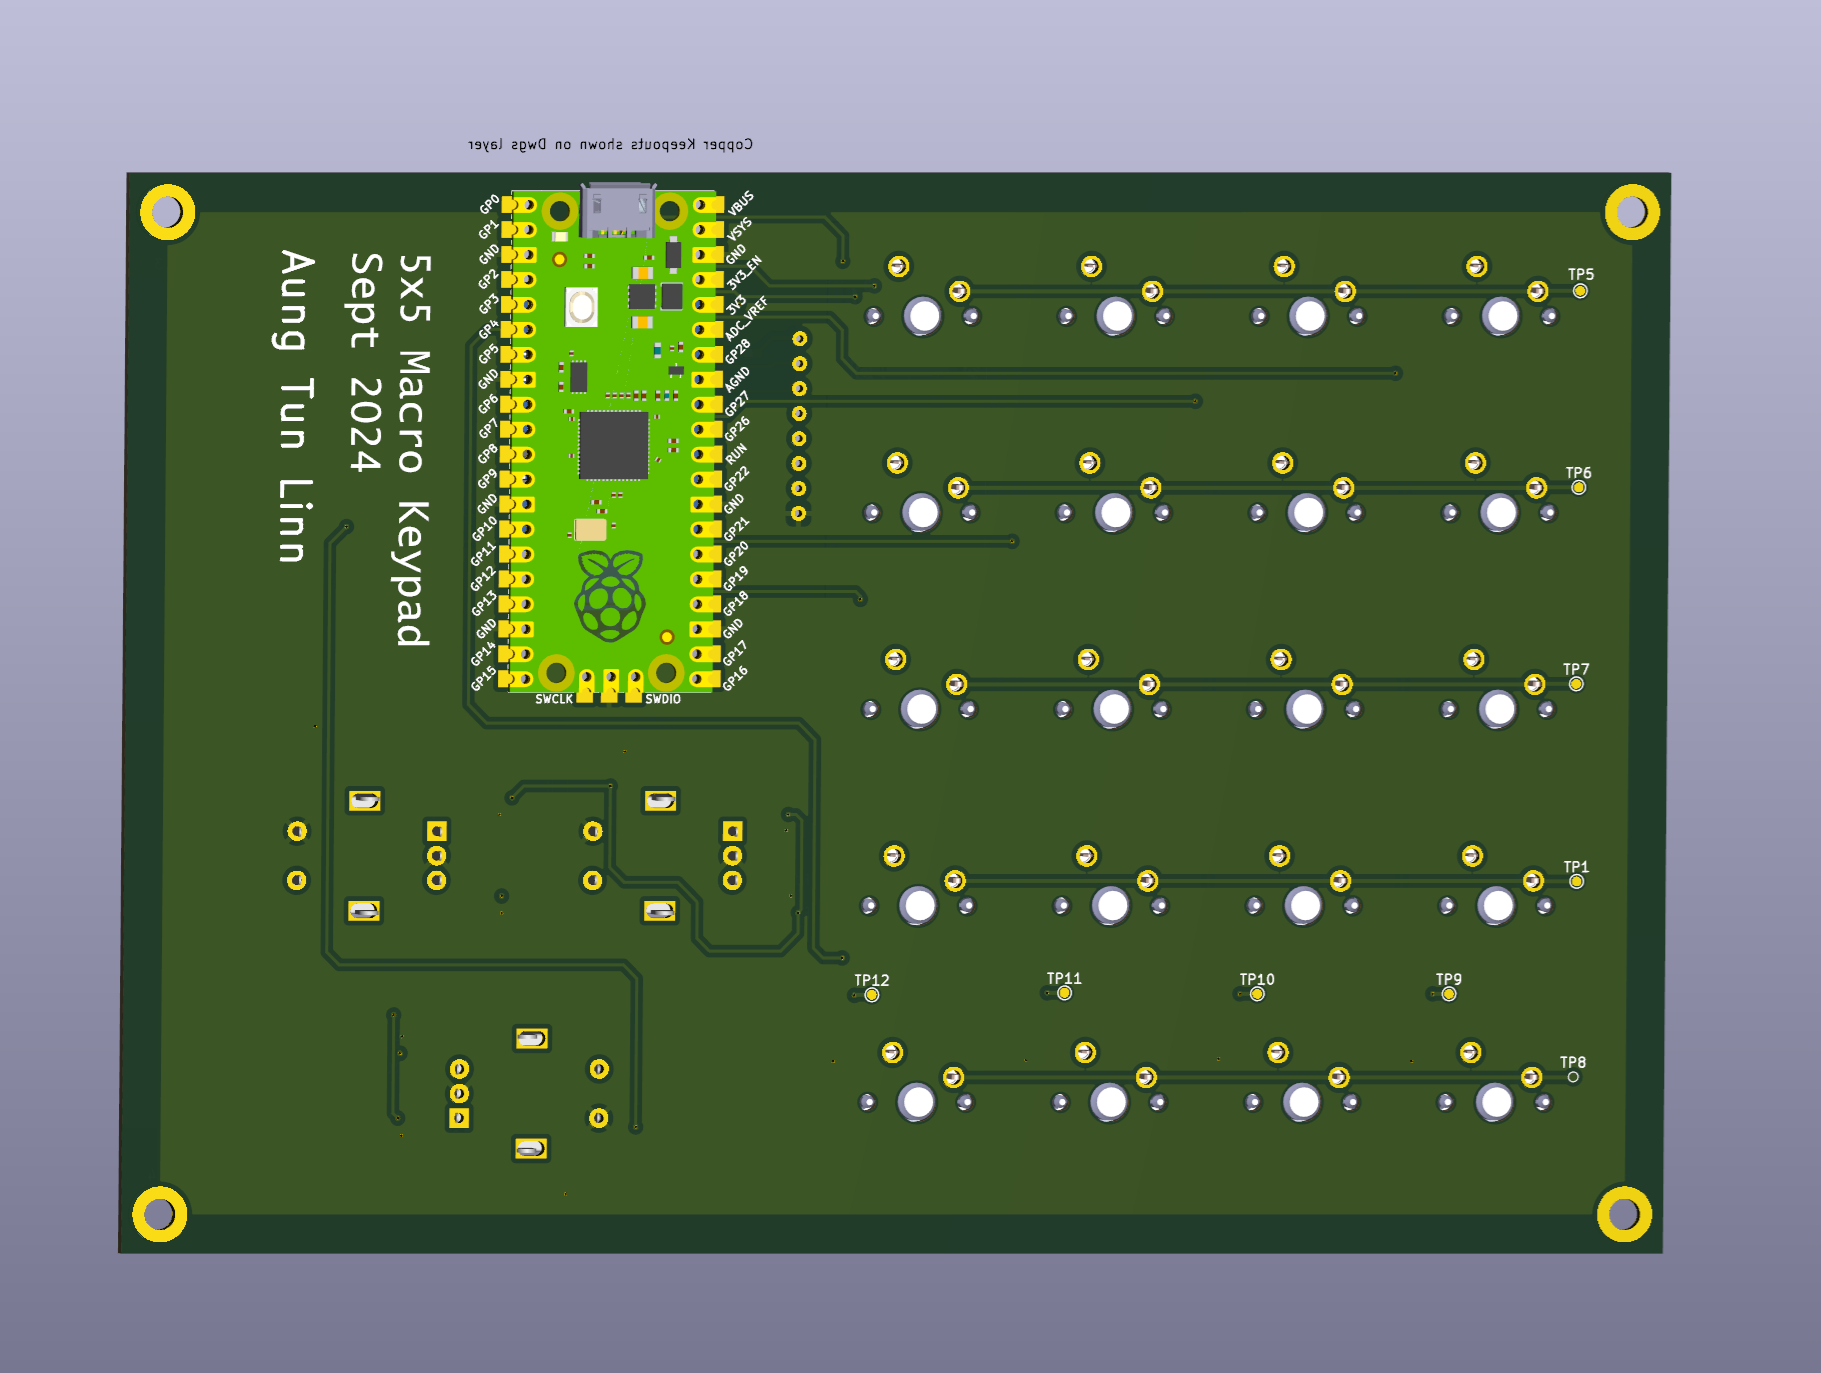 Copper Keepouts shown on Dwgs layer
5x5 Macro Keypad
Sept 2024
Aung Tun Linn
GP0
GP1
GND
GP2
GP3
GP4
GP5
GND
GP6
GP7
GP8
GP9
GND
GP10
GP11
GP12
GP13
GND
GP14
GP15
VBUS
VSYS
GND
3V3_EN
3V3
ADC_VREF
GP28
AGND
GP27
GP26
RUN
GP22
GND
GP21
GP20
GP19
GP18
GND
GP17
GP16
SWCLK
SWDIO
TP5
TP6
TP7
TP1
TP12
TP11
TP10
TP9
TP8